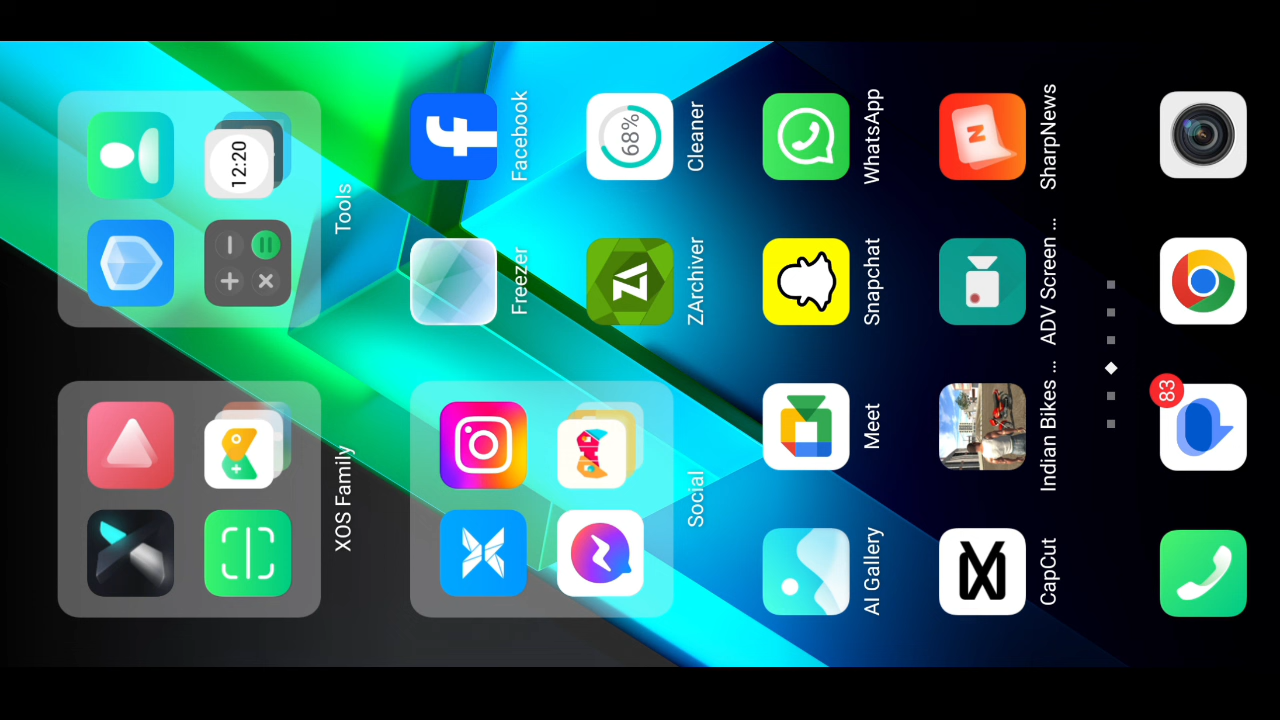 12:20
XOS Family
Tools
Freezer
Facebook
ZA
68%
Social
ZArchiver
Cleaner
AI Gallery
Meet
Snapchat
WhatsApp
N
CapCut
Indian Bikes ...
ADV Screen ...
SharpNews
83